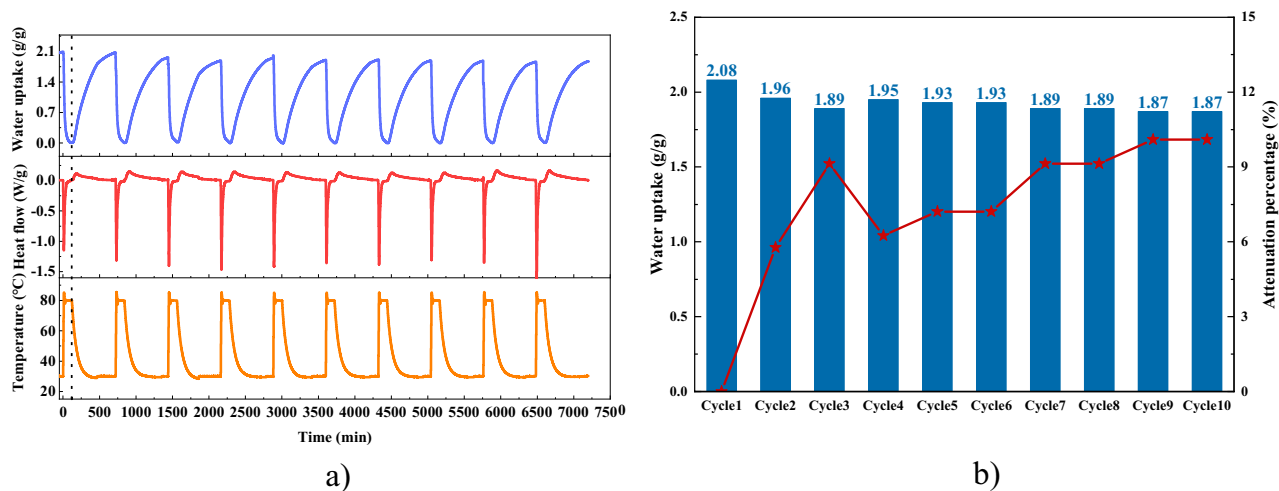 Water uptake (g/g)
2.1
1.4
0.7
0.0
Heat flow (W/g)
0.0
-0.5
-1.0
-1.5
Temperature (°C)
80
60
40
20
0 500 1000 1500 2000 2500 3000 3500 4000 4500 5000 5500 6000 6500 7000 7500
Time (min)
a)
Water uptake (g/g)
2.5
2.0
1.5
1.0
0.5
0.0
2.08 1.96 1.89 1.95 1.93 1.93 1.89 1.89 1.87 1.87
Cycle1 Cycle2 Cycle3 Cycle4 Cycle5 Cycle6 Cycle7 Cycle8 Cycle9 Cycle10
15
12
9
6
3
0
Attenuation percentage (%)
b)